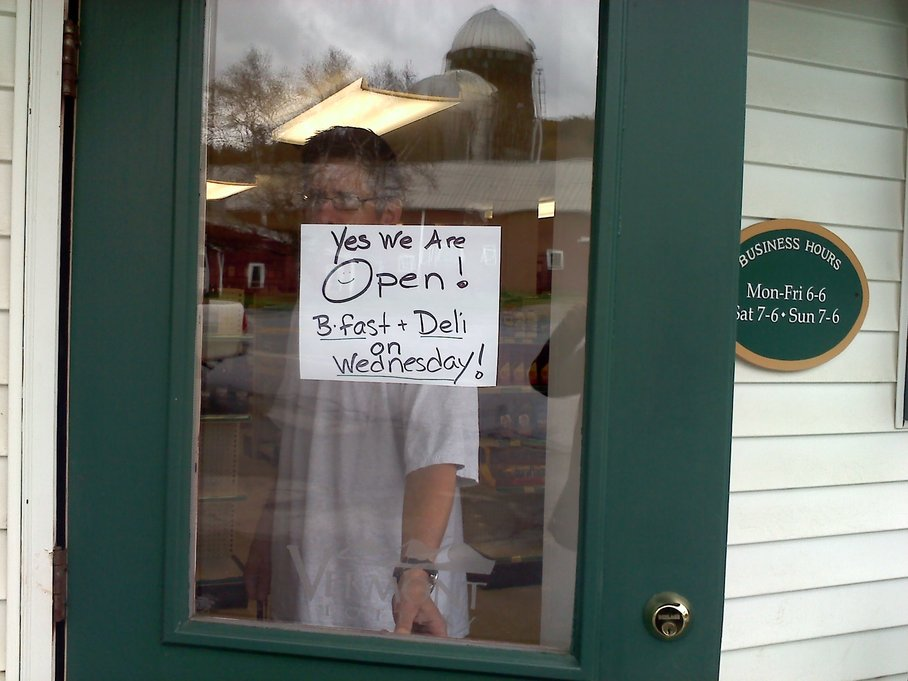 Yes We Are
Open!
B.fast + Deli
on
Wednesday!
BUSINESS HOURS
Mon-Fri 6-6
Sat 7-6 • Sun 7-6
VERMONT